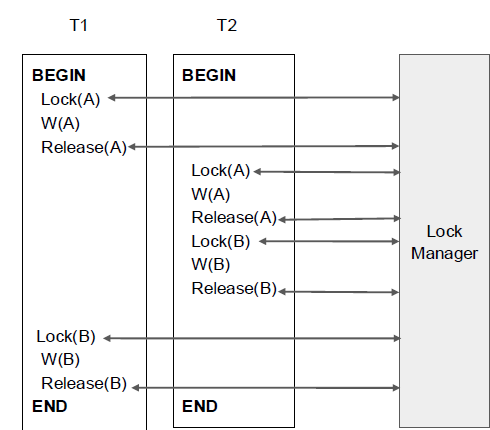 T1
T2
BEGIN
Lock(A)
W(A)
Release(A)
Lock(B)
W(B)
Release(B)
END
BEGIN
Lock(A)
W(A)
Release(A)
Lock(B)
W(B)
Release(B)
END
Lock
Manager